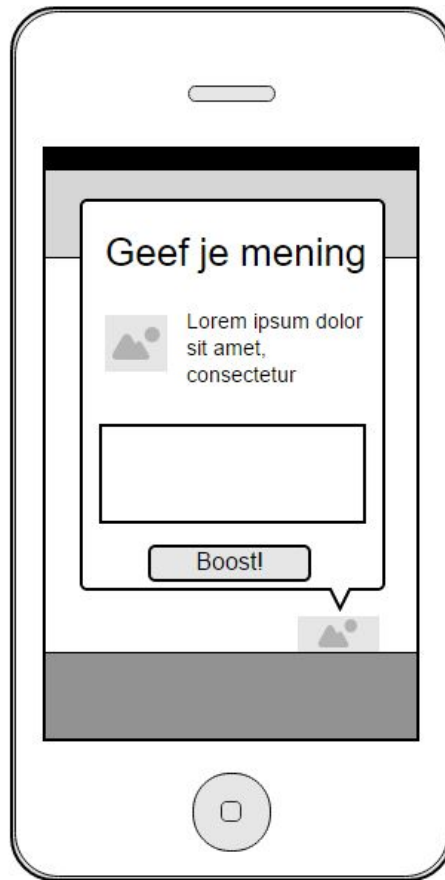 Geef je mening
Lorem ipsum dolor
sit amet,
consectetur
Boost!